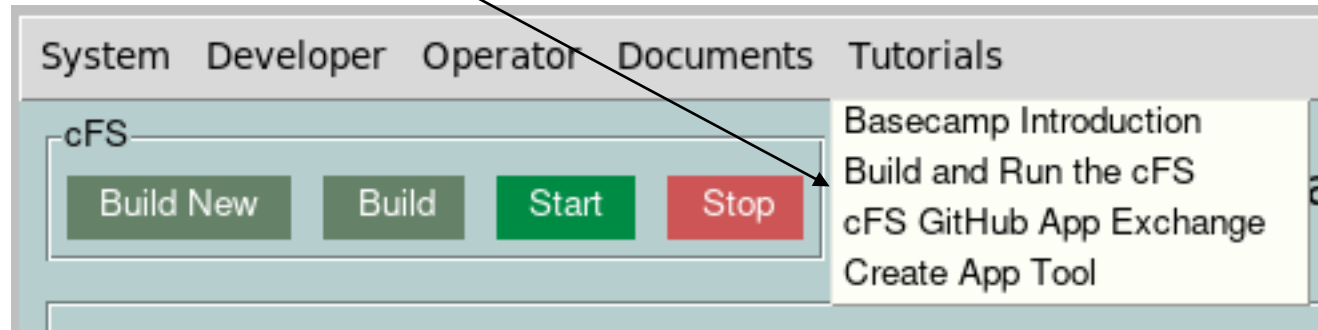 System Developer Operator Documents Tutorials
cFS
Build New Build Start Stop
Basecamp Introduction
Build and Run the cFS
cFS GitHub App Exchange
Create App Tool